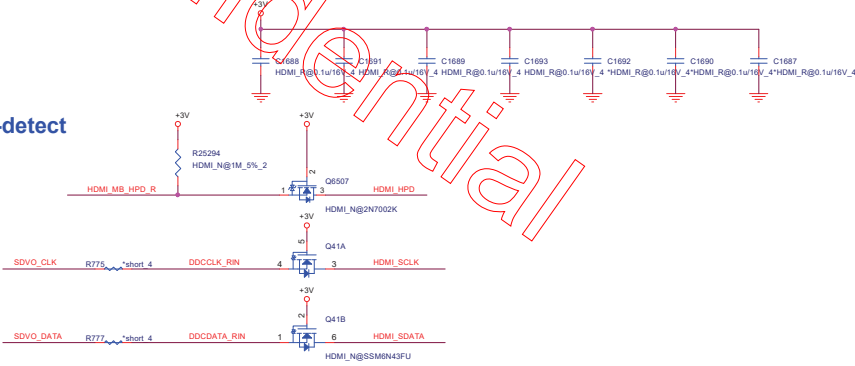 +3V
C1688 C1691 C1689 C1693 C1692 C1690 C1687
HDMI_R@0.1u/16V_4 HDMI_R@0.1u/16V_4 HDMI_R@0.1u/16V_4 HDMI_R@0.1u/16V_4 *HDMI_R@0.1u/16V_4 *HDMI_R@0.1u/16V_4 *HDMI_R@0.1u/16V_4
dential
-detect
+3V +3V
R25294
HDMI_N@1M_5%_2
2
Q6507
HDMI_MB_HPD_R 1 3 HDMI_HPD
HDMI_N@2N7002K
+3V
5
Q41A
SDVO_CLK R775 *short_4 DDCCLK_RIN 4 3 HDMI_SCLK
+3V
2
Q41B
SDVO_DATA R777 *short_4 DDCDATA_RIN 1 6 HDMI_SDATA
HDMI_N@SSM6N43FU